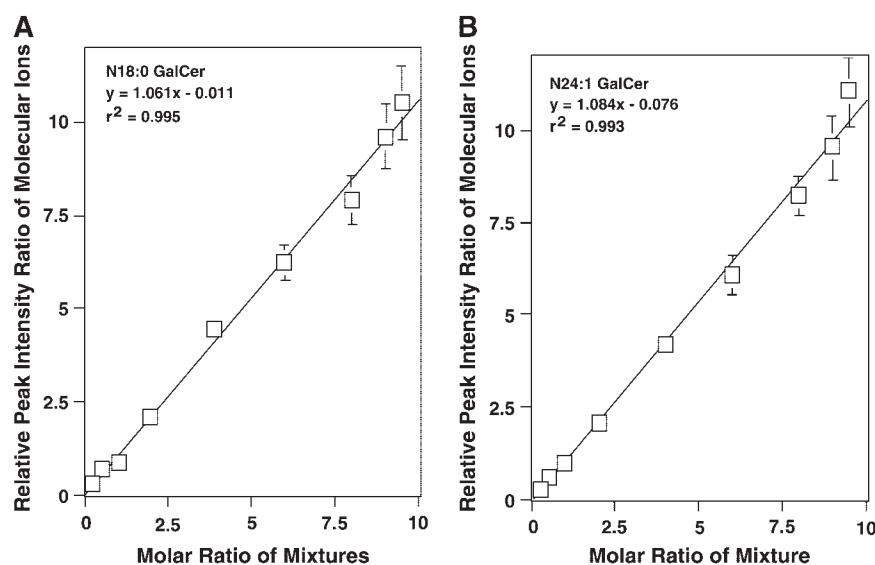 A
Relative Peak Intensity Ratio of Molecular Ions
N18:0 GalCer
y = 1.061x - 0.011
r2 = 0.995
10
7.5
5
2.5
0
0 2.5 5 7.5 10
Molar Ratio of Mixtures
B
Relative Peak Intensity Ratio of Molecular Ions
N24:1 GalCer
y = 1.084x - 0.076
r2 = 0.993
10
7.5
5
2.5
0
0 2.5 5 7.5 10
Molar Ratio of Mixture